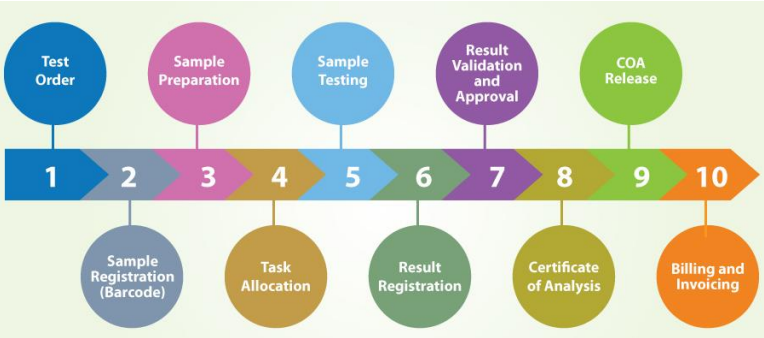 Test
Order
Sample
Preparation
Sample
Testing
Result
Validation
and
Approval
COA
Release
1 2 3 4 5 6 7 8 9 10
Sample
Registration
(Barcode)
Task
Allocation
Result
Registration
Certificate
of Analysis
Billing and
Invoicing